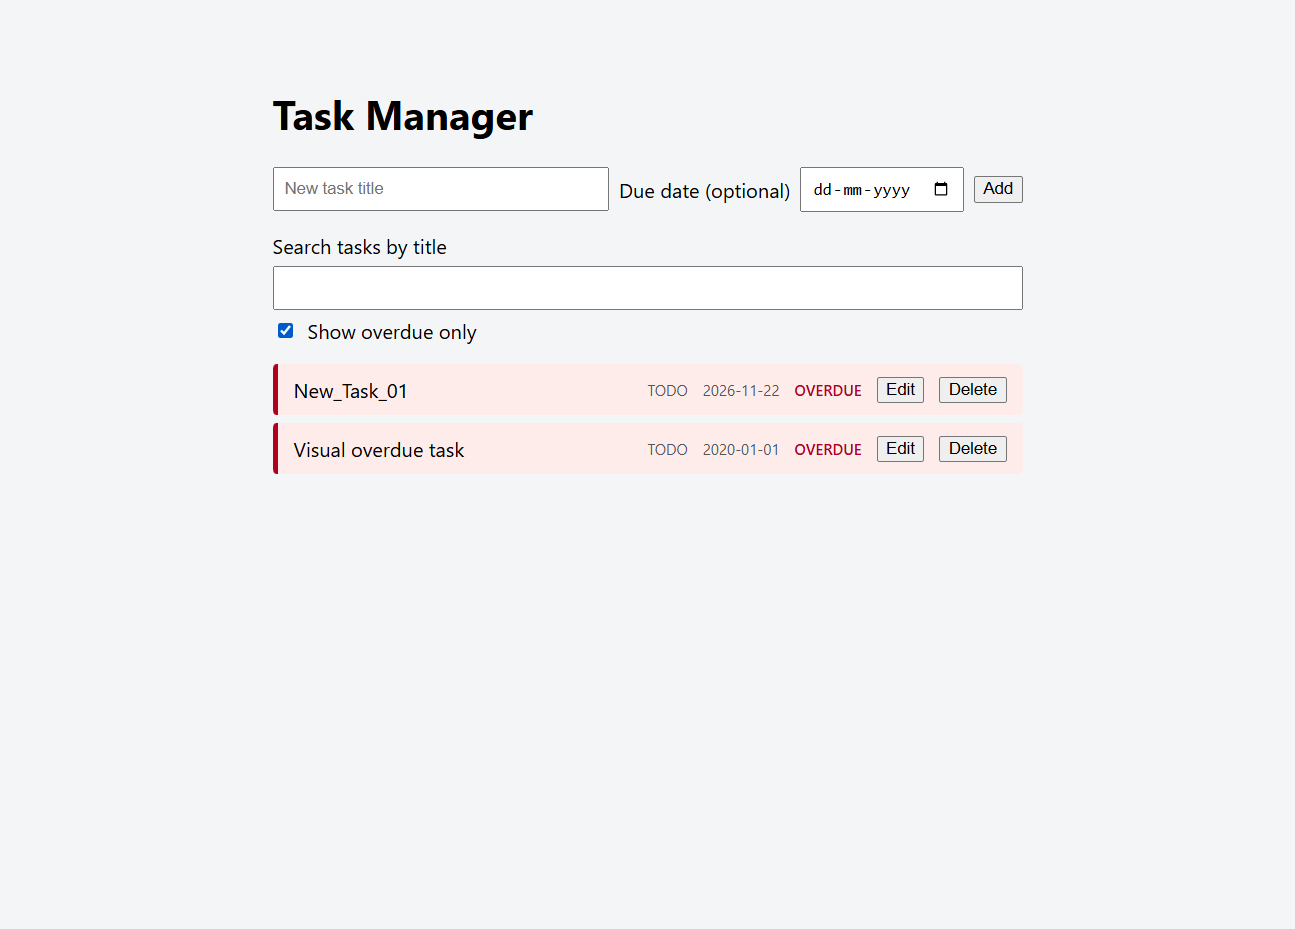 Task Manager
New task title Due date (optional) dd-mm-yyyy Add
Search tasks by title
Show overdue only
New_Task_01 TODO 2026-11-22 OVERDUE Edit Delete
Visual overdue task TODO 2020-01-01 OVERDUE Edit Delete